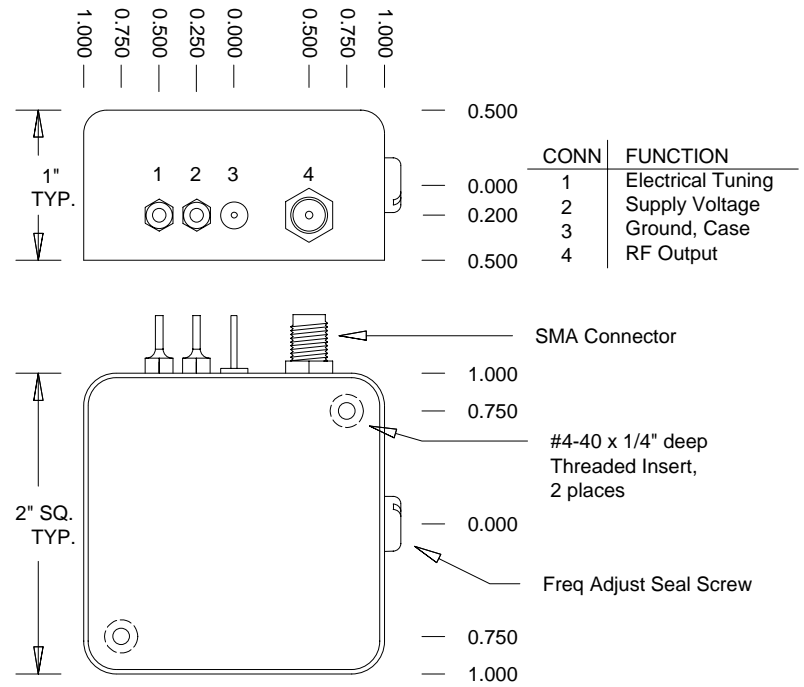 1.000
0.750
0.500
0.250
0.000
0.500
0.750
1.000
0.500
0.000
0.200
0.500
1"
TYP.
1 2 3 4
CONN FUNCTION
1 Electrical Tuning
2 Supply Voltage
3 Ground, Case
4 RF Output
SMA Connector
1.000
0.750
#4-40 x 1/4" deep
Threaded Insert,
2 places
2" SQ.
TYP.
0.000
Freq Adjust Seal Screw
0.750
1.000